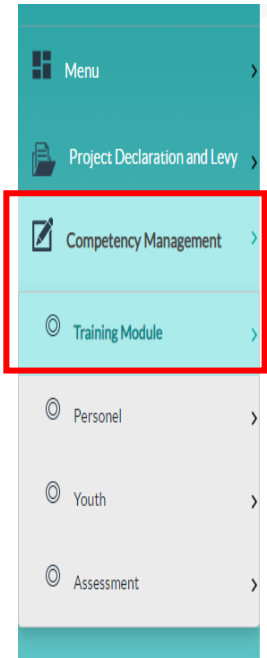 Menu
Project Declaration and Levy
Competency Management
Training Module
Personel
Youth
Assessment